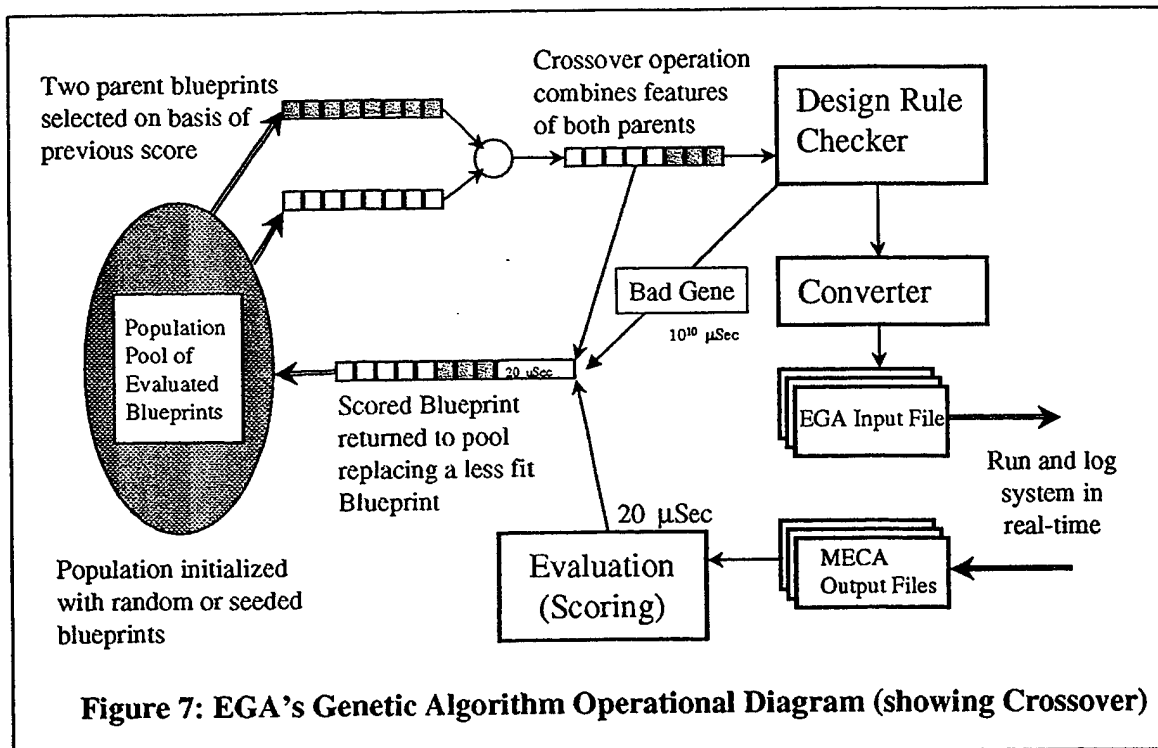 Two parent blueprints
selected on basis of
previous score
Crossover operation
combines features
of both parents
Design Rule
Checker
Bad Gene
10¹⁰ µSec
Converter
Population
Pool of
Evaluated
Blueprints
20 µSec
Scored Blueprint
returned to pool
replacing a less fit
Blueprint
EGA Input File
Run and log
system in
real-time
20 µSec
Evaluation
(Scoring)
MECA
Output Files
Population initialized
with random or seeded
blueprints
Figure 7: EGA's Genetic Algorithm Operational Diagram (showing Crossover)